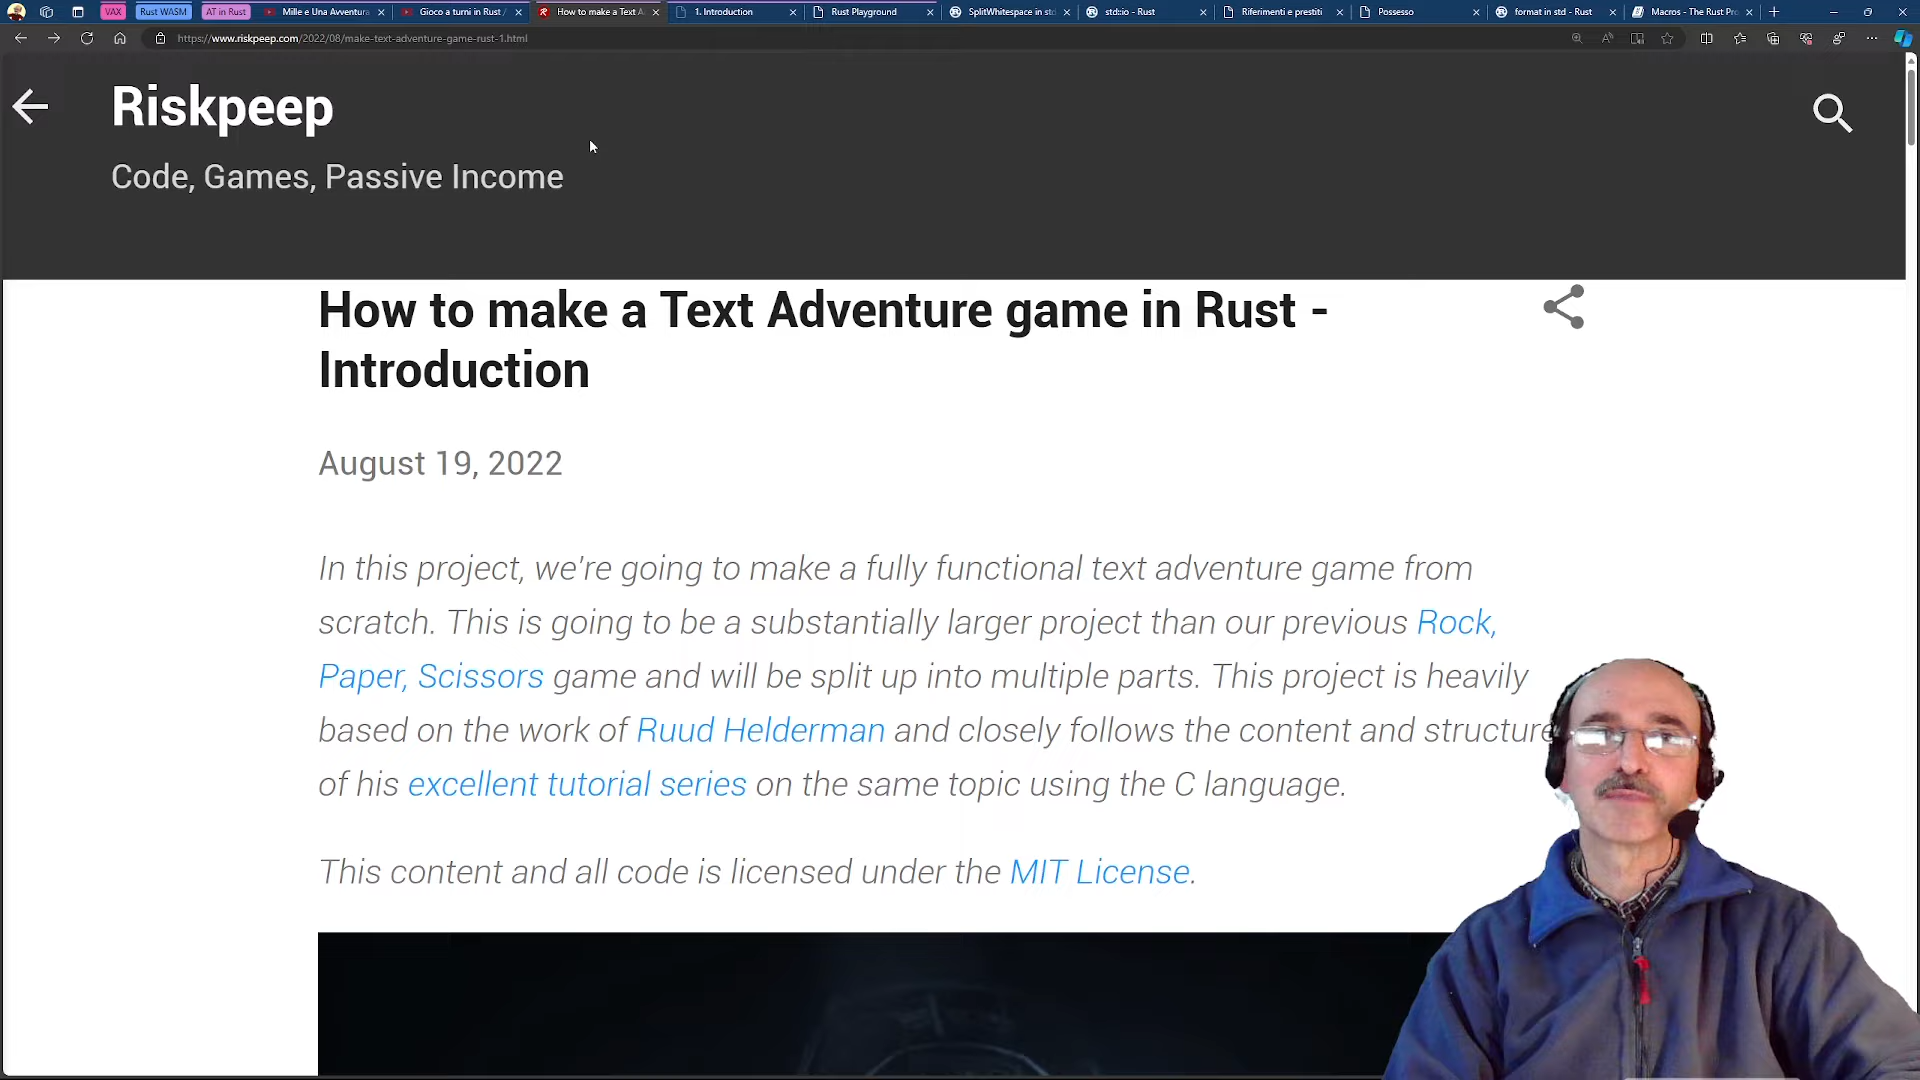 VAX
Rust WASM
AT in Rust
Mille e Una Avventura
Gioco a turni in Rust /
How to make a Text A
1. Introduction
Rust Playground
SplitWhitespace in std
std::io - Rust
Riferimenti e prestiti
Possesso
format in std - Rust
Macros - The Rust Pro
https://www.riskpeep.com/2022/08/make-text-adventure-game-rust-1.html
Riskpeep
Code, Games, Passive Income
How to make a Text Adventure game in Rust -
Introduction
August 19, 2022
In this project, we're going to make a fully functional text adventure game from
scratch. This is going to be a substantially larger project than our previous Rock,
Paper, Scissors game and will be split up into multiple parts. This project is heavily
based on the work of Ruud Helderman and closely follows the content and structure
of his excellent tutorial series on the same topic using the C language.
This content and all code is licensed under the MIT License.